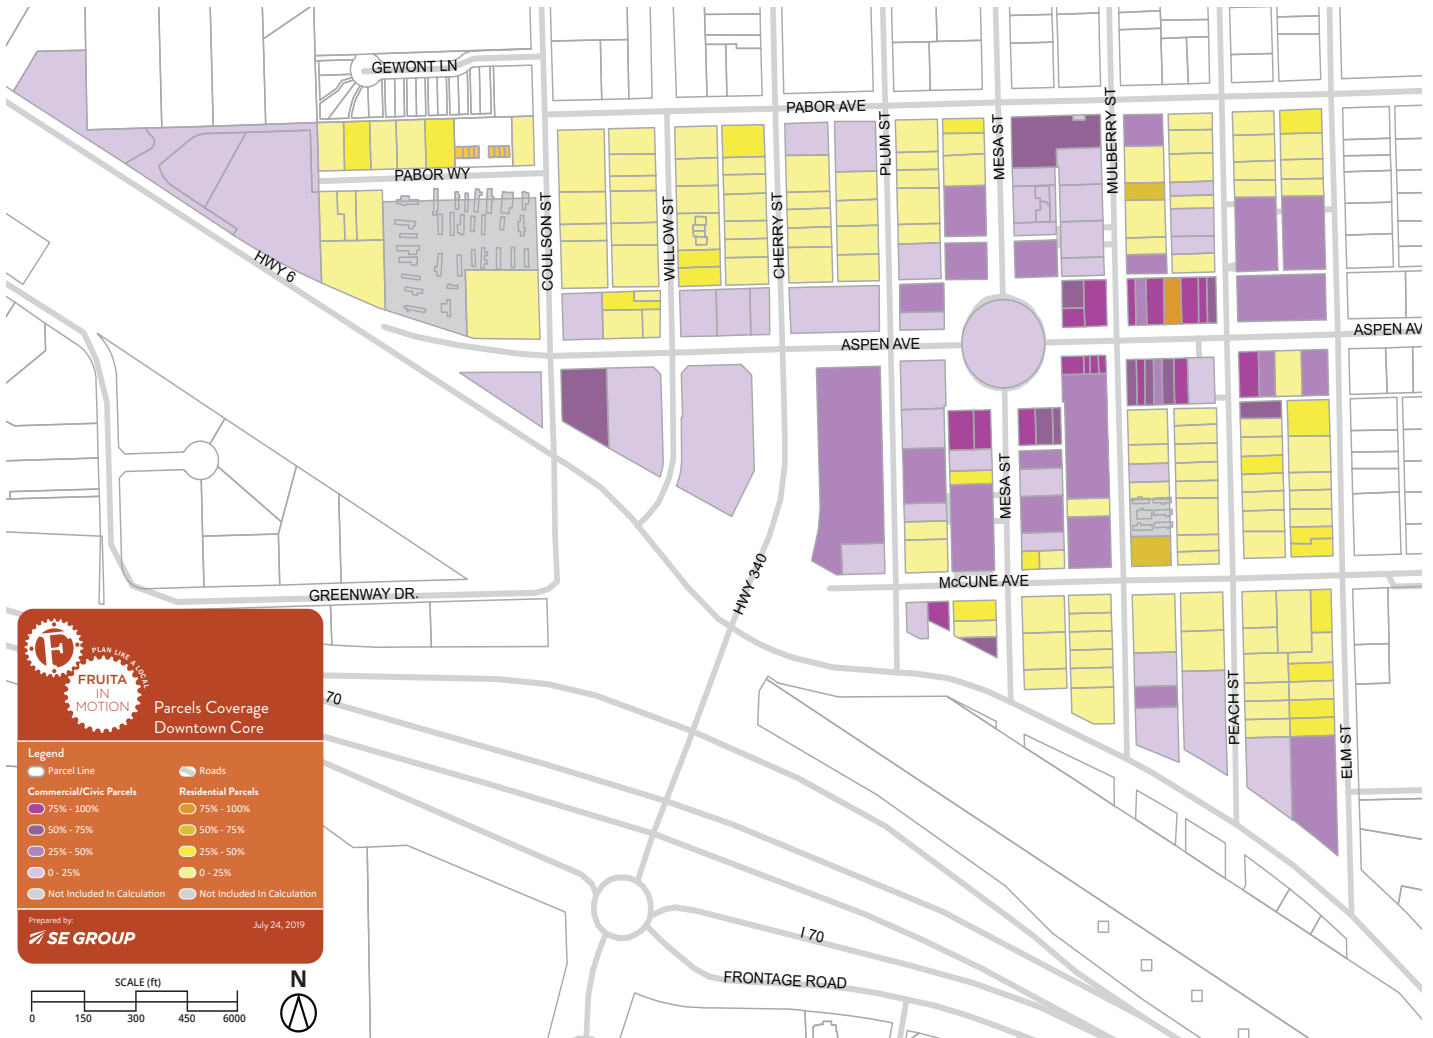 GEWONT LN
PABOR AVE
PLUM ST
MESA ST
MULBERRY ST
PABOR WY
COULSON ST
WILLOW ST
CHERRY ST
HWY 6
ASPEN AVE
ASPEN AV
MESA ST
HWY 340
McCUNE AVE
GREENWAY DR.
PEACH ST
ELM ST
70
I 70
FRONTAGE ROAD
F
PLAN LIKE A LOCAL
FRUITA
IN
MOTION
Parcels Coverage
Downtown Core
Legend
Parcel Line
Roads
Commercial/Civic Parcels
Residential Parcels
75% - 100%
75% - 100%
50% - 75%
50% - 75%
25% - 50%
25% - 50%
0 - 25%
0 - 25%
Not Included In Calculation
Not Included In Calculation
Prepared by:
July 24, 2019
SE GROUP
SCALE (ft)
0 150 300 450 6000
N